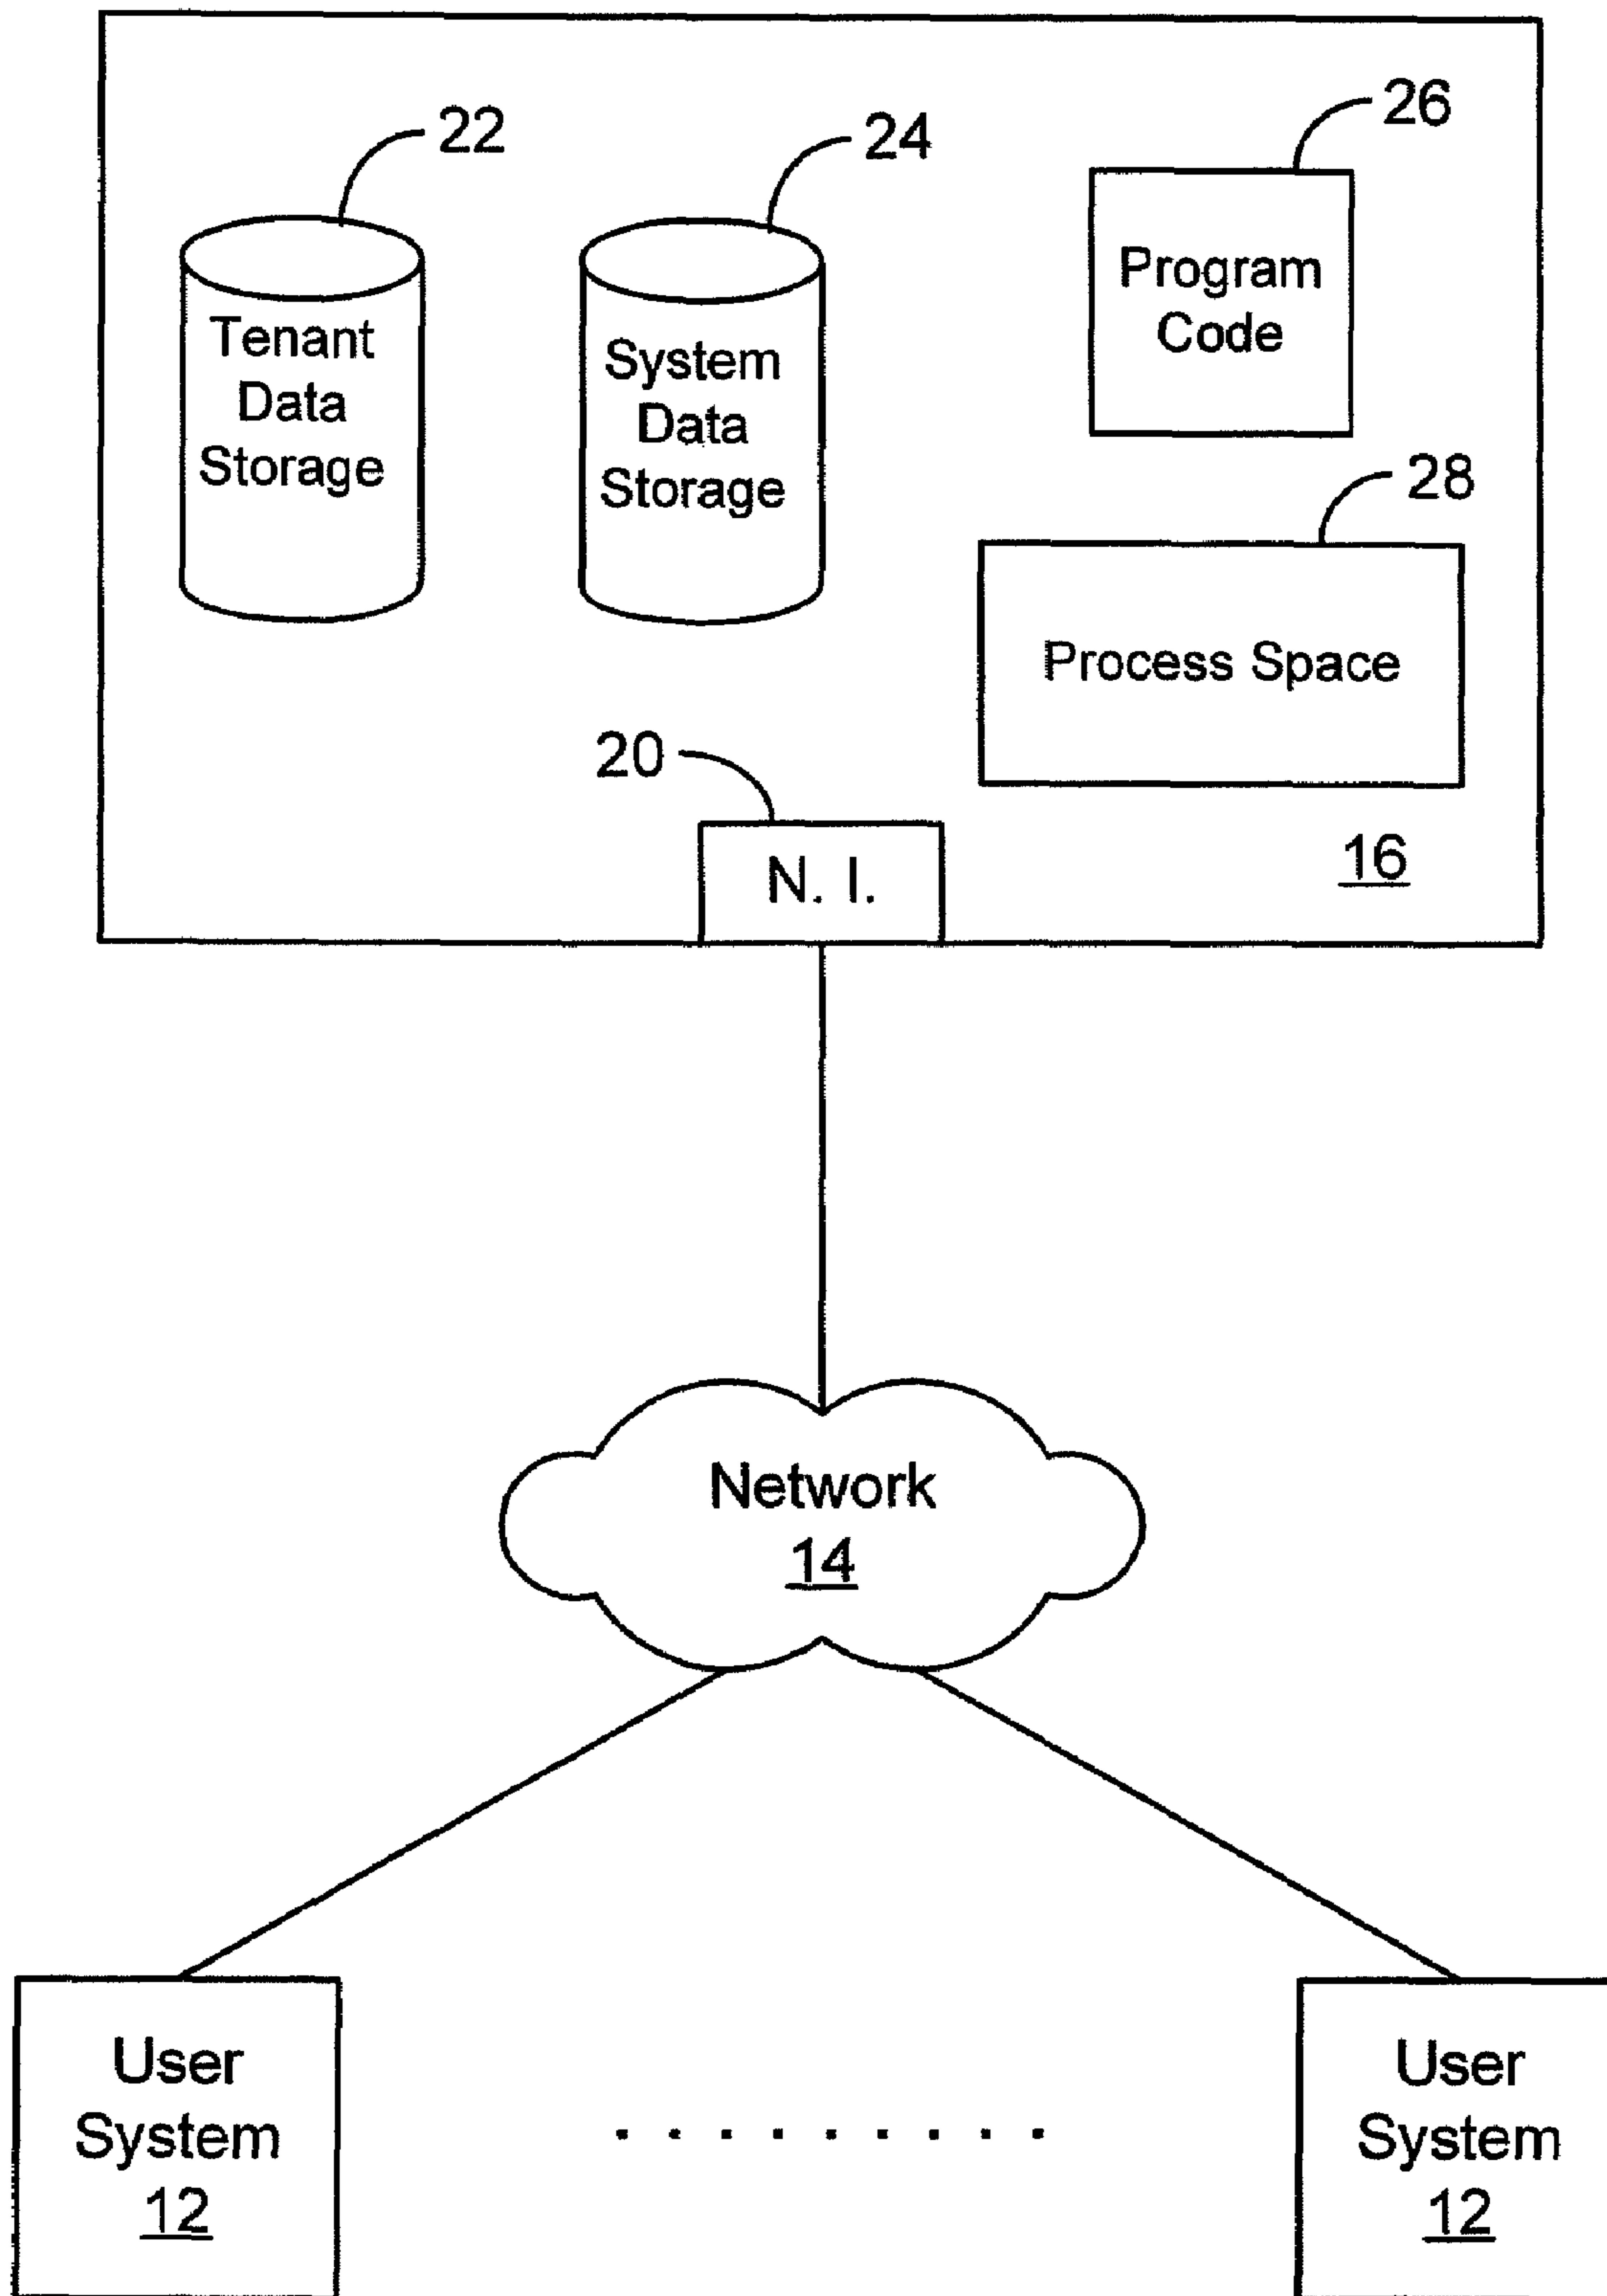 22
24
26
Tenant
Data
Storage
System
Data
Storage
Program
Code
28
Process Space
20
N. I.
16
Network
14
User
System
12
User
System
12